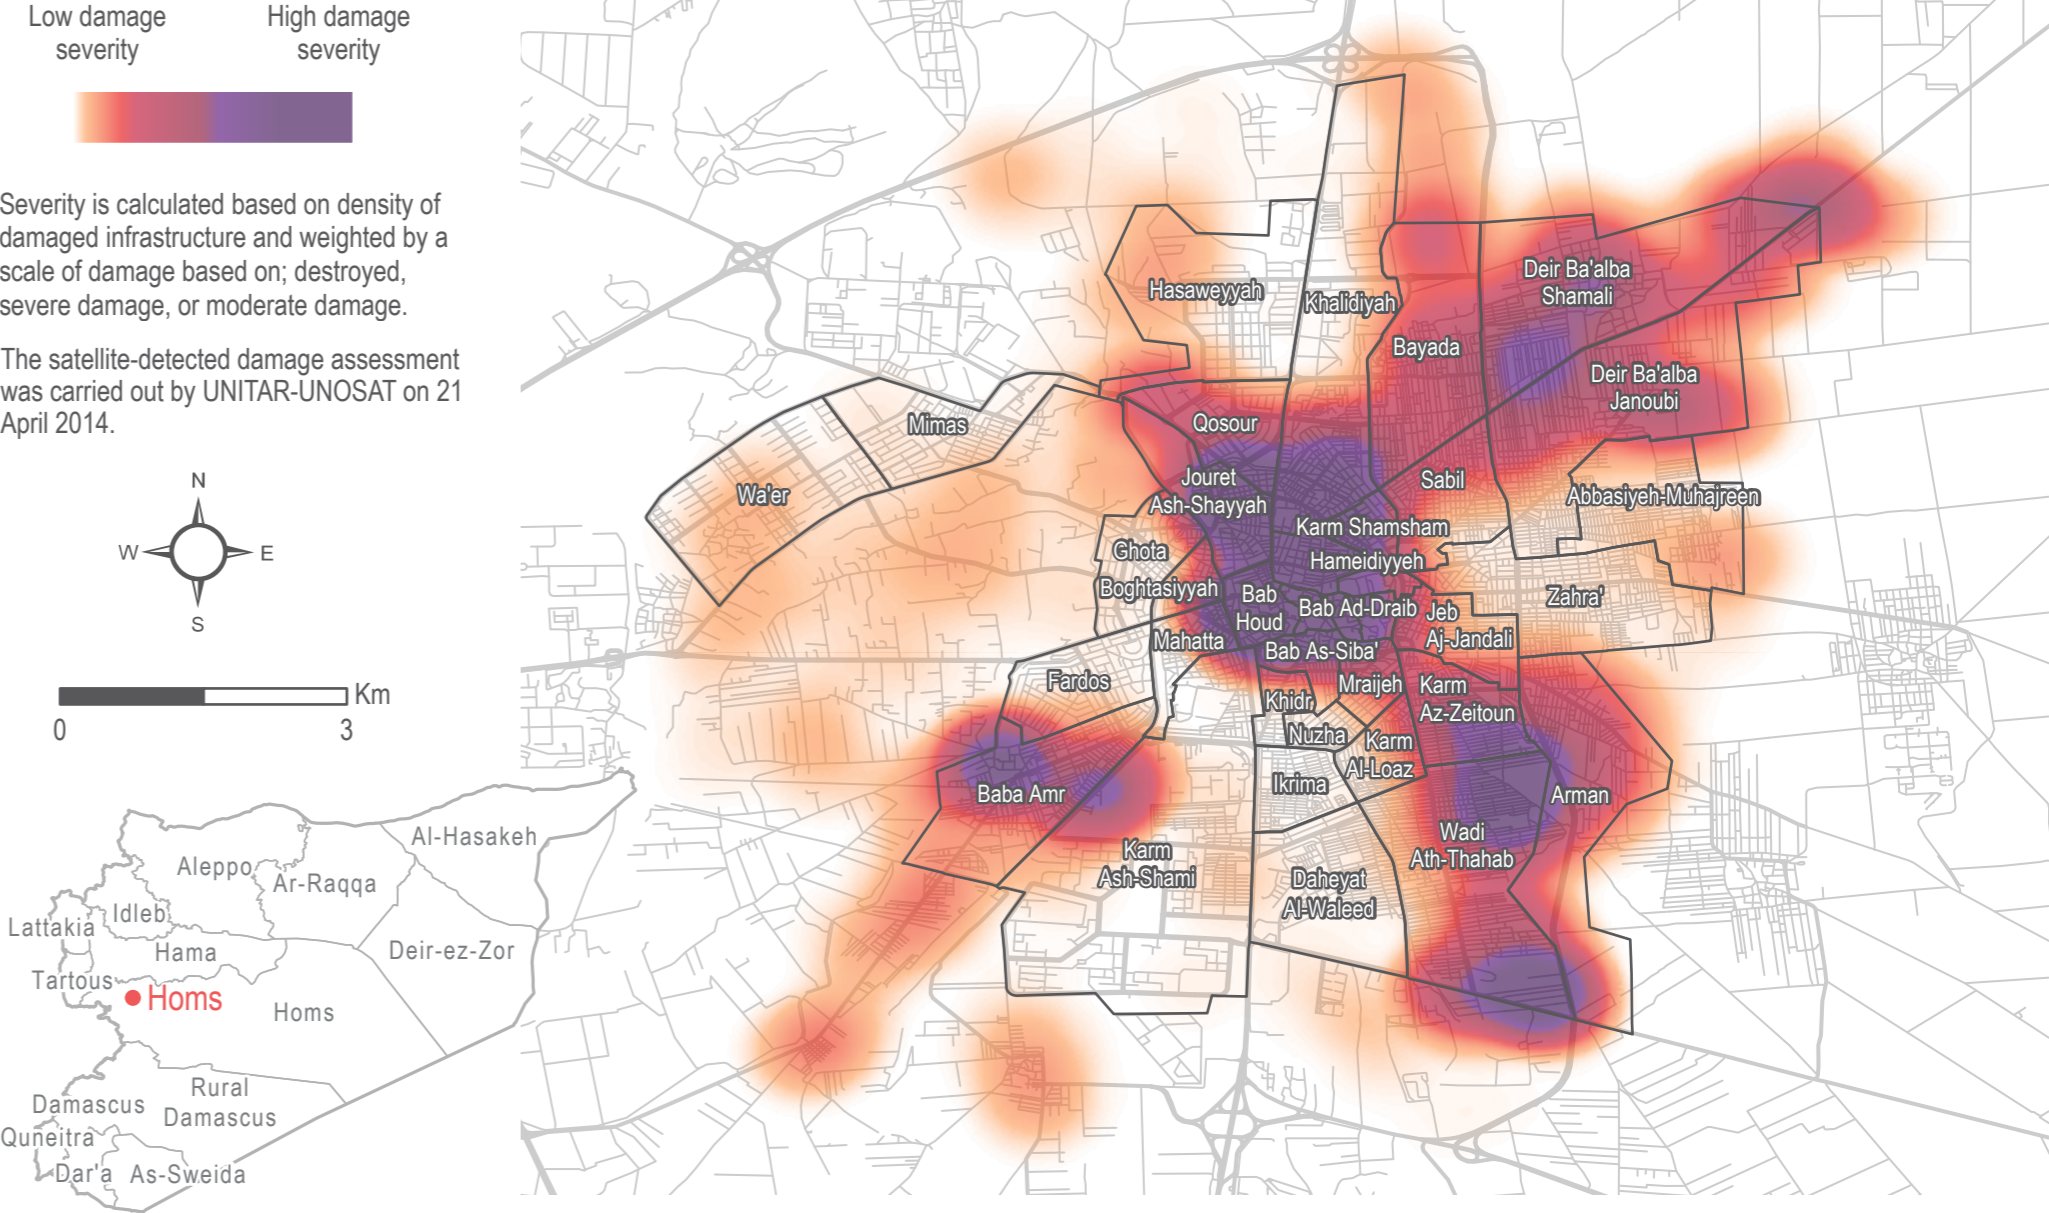 Low damage
severity
High damage
severity
Severity is calculated based on density of
damaged infrastructure and weighted by a
scale of damage based on; destroyed,
severe damage, or moderate damage.
The satellite-detected damage assessment
was carried out by UNITAR-UNOSAT on 21
April 2014.
N
W
E
S
Km
0
3
Al-Hasakeh
Aleppo
Ar-Raqqa
Idleb
Lattakia
Hama
Deir-ez-Zor
Tartous
Homs
Homs
Rural
Damascus
Damascus
Quneitra
Dar'a
As-Sweida
Hasaweyyah
Khalidiyah
Deir Ba'alba
Shamali
Bayada
Deir Ba'alba
Janoubi
Mimas
Qosour
Wa'er
Jouret
Ash-Shayyah
Sabil
Abbasiyeh-Muhajreen
Karm Shamsham
Ghota
Hameidiyyeh
Boghtasiyyah
Bab
Houd
Bab Ad-Draib
Jeb
Aj-Jandali
Zahra'
Mahatta
Bab As-Siba'
Fardos
Khidr
Mraijeh
Karm
Az-Zeitoun
Nuzha
Karm
Al-Loaz
Ikrima
Baba Amr
Arman
Wadi
Ath-Thahab
Karm
Ash-Shami
Daheyat
Al-Waleed